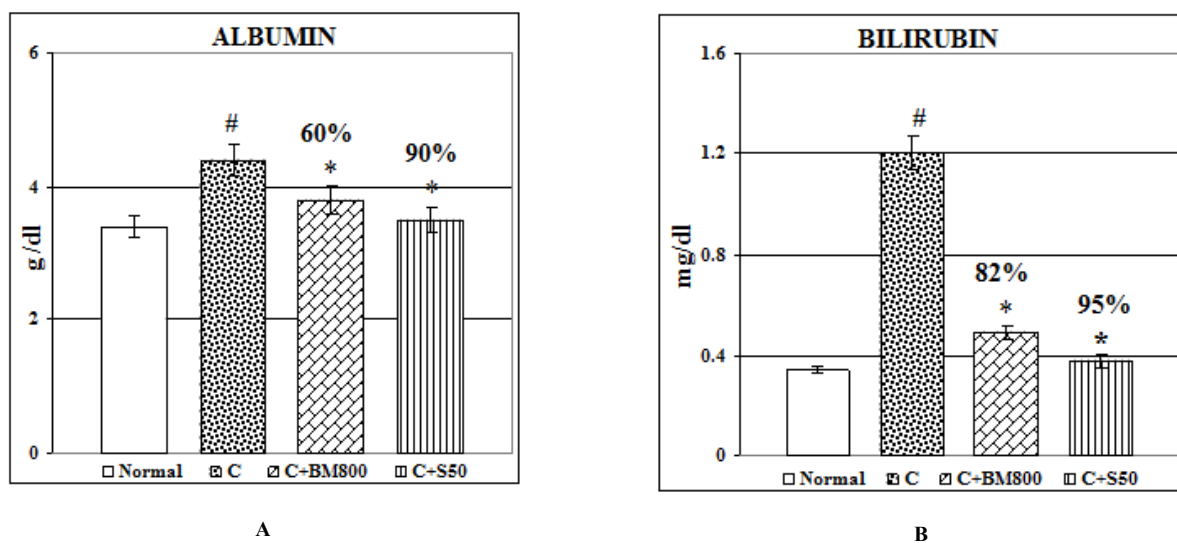 ALBUMIN
6
4
2
0
g/dl
#
60%
*
90%
*
Normal C C+BM800 C+S50
A
BILIRUBIN
1.6
1.2
0.8
0.4
0
mg/dl
#
82%
*
95%
*
Normal C C+BM800 C+S50
B